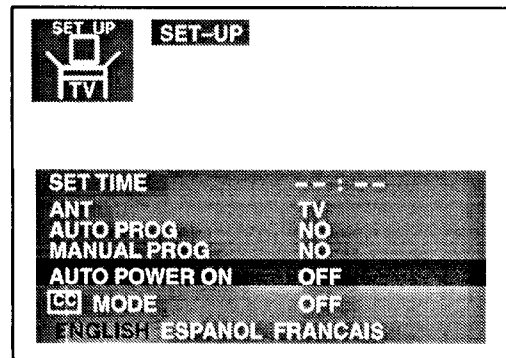 SET UP
SET-UP
TV
SET TIME --:--
ANT TV
AUTO PROG NO
MANUAL PROG NO
AUTO POWER ON OFF
CC MODE OFF
ENGLISH ESPANOL FRANCAIS